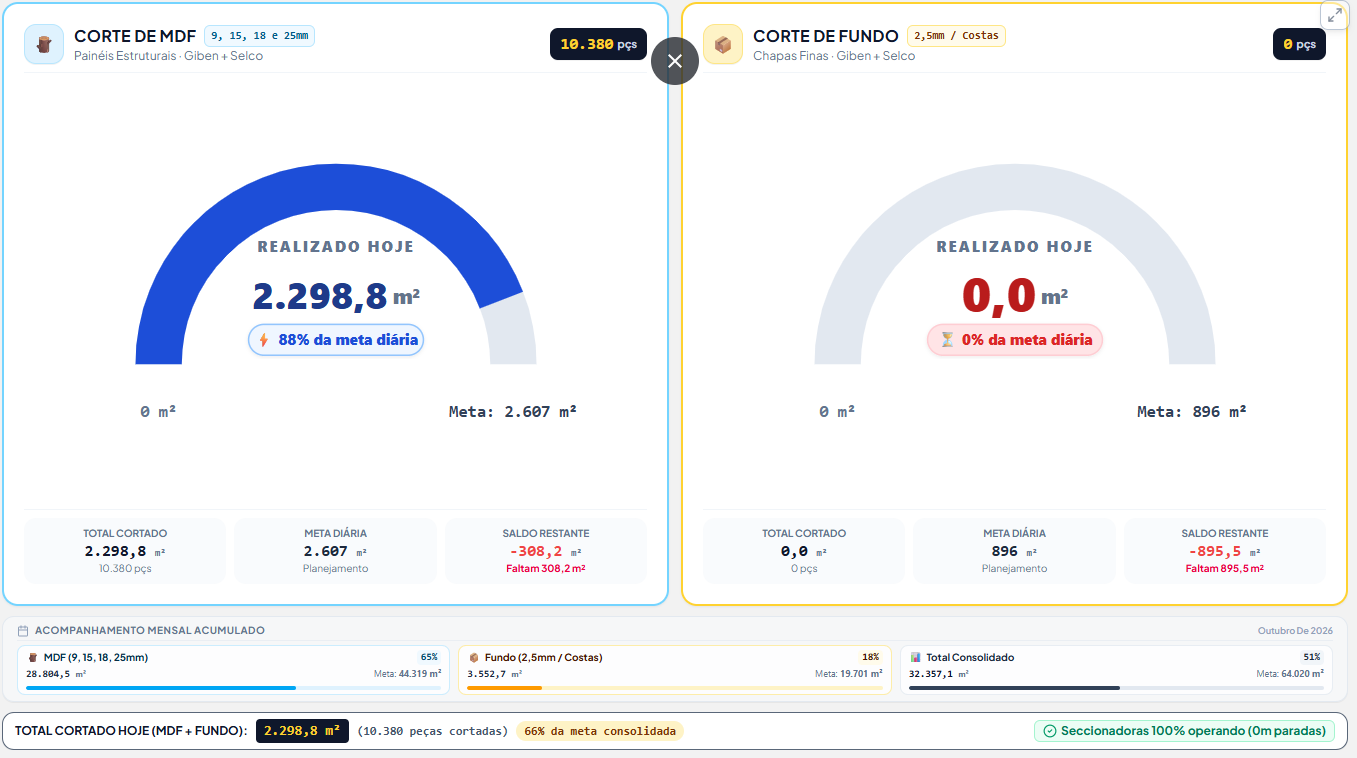 CORTE DE MDF 9, 15, 18 e 25mm
Painéis Estruturais · Giben + Selco
10.380 pçs
REALIZADO HOJE
2.298,8 m²
88% da meta diária
0 m²
Meta: 2.607 m²
TOTAL CORTADO
2.298,8 m²
10.380 pçs
META DIÁRIA
2.607 m²
Planejamento
SALDO RESTANTE
-308,2 m²
Faltam 308,2 m²
CORTE DE FUNDO 2,5mm / Costas
Chapas Finas · Giben + Selco
0 pçs
REALIZADO HOJE
0,0 m²
0% da meta diária
0 m²
Meta: 896 m²
TOTAL CORTADO
0,0 m²
0 pçs
META DIÁRIA
896 m²
Planejamento
SALDO RESTANTE
-895,5 m²
Faltam 895,5 m²
ACOMPANHAMENTO MENSAL ACUMULADO
Outubro De 2026
MDF (9, 15, 18, 25mm) 65%
28.804,5 m² Meta: 44.319 m²
Fundo (2,5mm / Costas) 18%
3.552,7 m² Meta: 19.701 m²
Total Consolidado 51%
32.357,1 m² Meta: 64.020 m²
TOTAL CORTADO HOJE (MDF + FUNDO): 2.298,8 m² (10.380 peças cortadas) 66% da meta consolidada
Seccionadoras 100% operando (0m paradas)